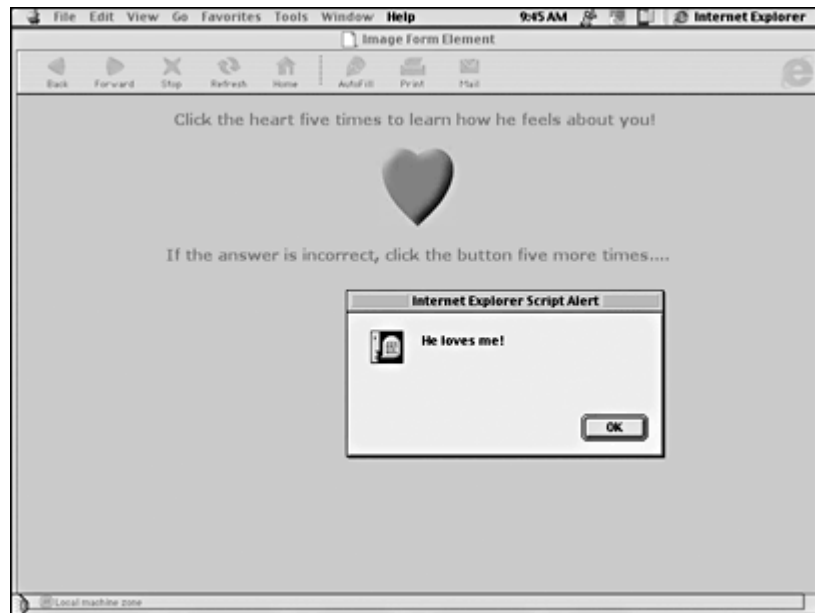 File Edit View Go Favorites Tools Window Help 9:45 AM Internet Explorer
Image Form Element
Back Forward Stop Refresh Home AutoFill Print Mail
Click the heart five times to learn how he feels about you!
If the answer is incorrect, click the button five more times....
Internet Explorer Script Alert
He loves me!
OK
Local machine zone